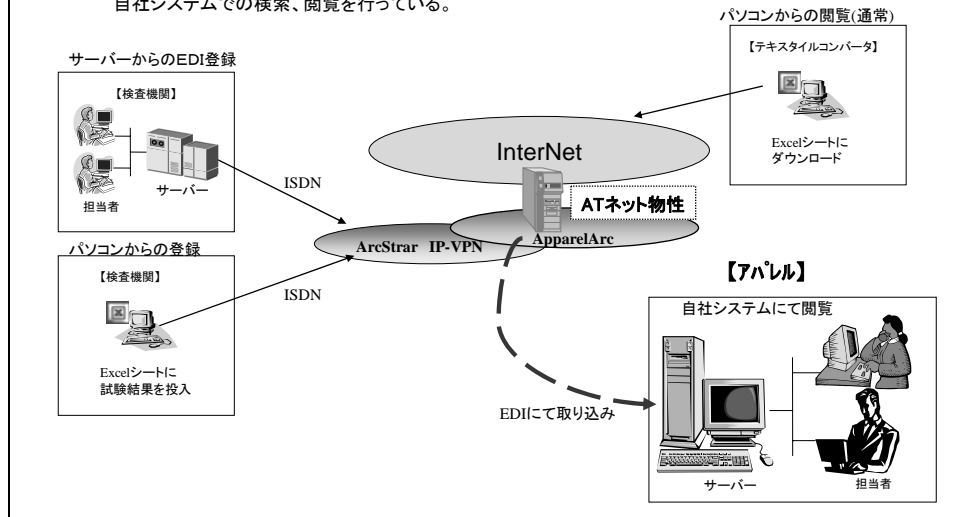 自社システムでの検索、閲覧を行っている。
パソコンからの閲覧(通常)
【テキスタイルコンバータ】
Excelシートに
ダウンロード
サーバーからのEDI登録
【検査機関】
サーバー
担当者
ISDN
InterNet
ATネット物性
ArcStrar IP-VPN
ApparelArc
パソコンからの登録
【検査機関】
ISDN
Excelシートに
試験結果を投入
【アパレル】
自社システムにて閲覧
EDIにて取り込み
サーバー
担当者